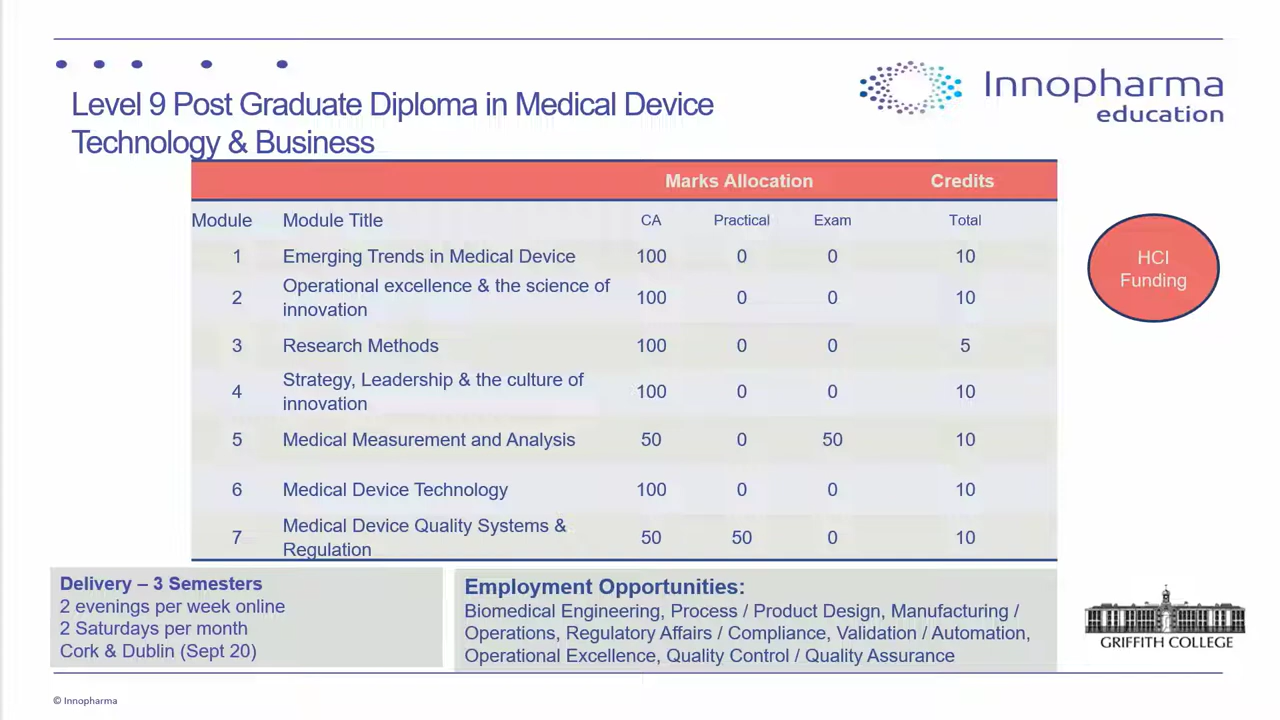 Innopharma
education
Level 9 Post Graduate Diploma in Medical Device
Technology & Business
Marks Allocation Credits
Module Module Title CA Practical Exam Total
1 Emerging Trends in Medical Device 100 0 0 10
2 Operational excellence & the science of
innovation 100 0 0 10
3 Research Methods 100 0 0 5
4 Strategy, Leadership & the culture of
innovation 100 0 0 10
5 Medical Measurement and Analysis 50 0 50 10
6 Medical Device Technology 100 0 0 10
7 Medical Device Quality Systems &
Regulation 50 50 0 10
HCI
Funding
Delivery – 3 Semesters
2 evenings per week online
2 Saturdays per month
Cork & Dublin (Sept 20)
Employment Opportunities:
Biomedical Engineering, Process / Product Design, Manufacturing /
Operations, Regulatory Affairs / Compliance, Validation / Automation,
Operational Excellence, Quality Control / Quality Assurance
GRIFFITH COLLEGE
© Innopharma